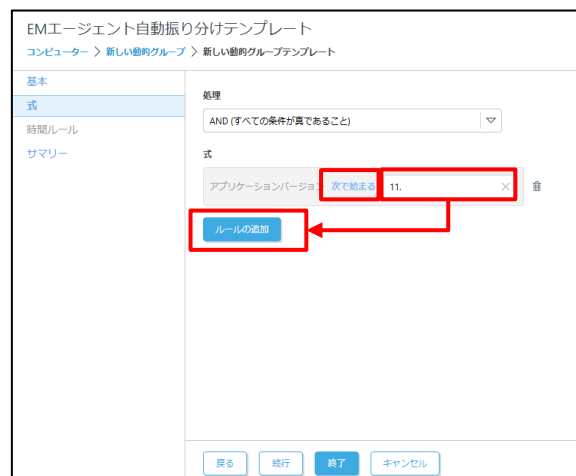 EMエージェント自動振り分けテンプレート
コンピューター > 新しい動的グループ > 新しい動的グループテンプレート
基本
式
時間ルール
サマリー
処理
AND (すべての条件が真であること)
式
アプリケーションバージョン 次で始まる 11.
ルールの追加
戻る 続行 終了 キャンセル